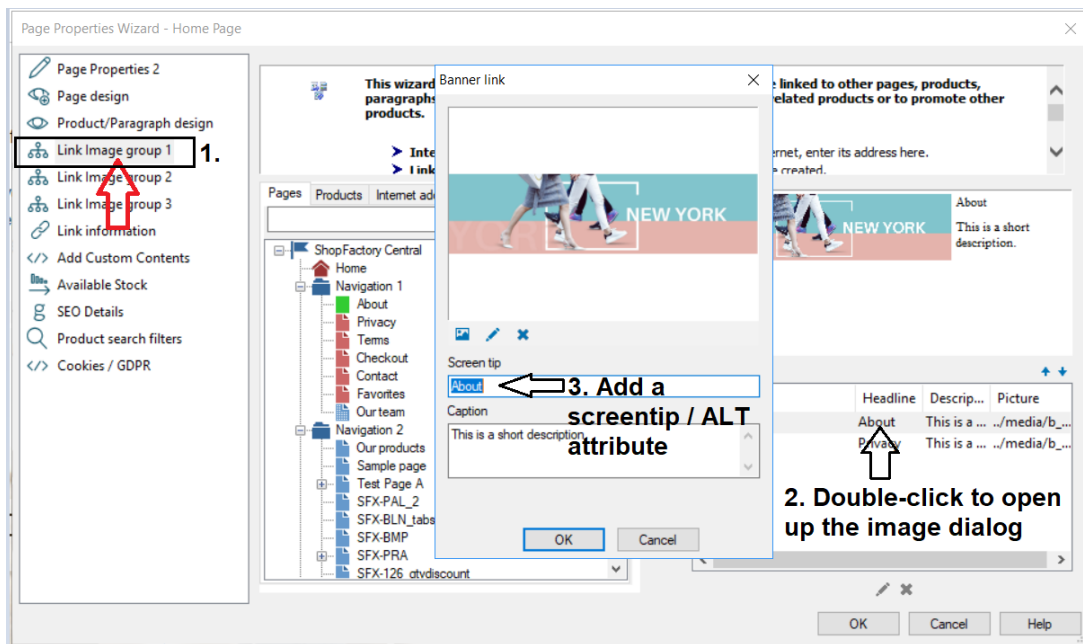 Page Properties Wizard - Home Page
Page Properties 2
Page design
Product/Paragraph design
Link Image group 1
1.
Link Image group 2
Link Image group 3
Link information
Add Custom Contents
Available Stock
SEO Details
Product search filters
Cookies / GDPR
This wizard
paragraphs
products.
linked to other pages, products,
elated products or to promote other
Inte
Link
ernet, enter its address here.
created.
Pages
Products
Internet ad
ShopFactory Central
Home
Navigation 1
About
Privacy
Terms
Checkout
Contact
Favorites
Our team
Navigation 2
Our products
Sample page
Test Page A
SFX-PAL_2
SFX-BLN_tabs
SFX-BMP
SFX-PRA
SFX-126_qtydiscount
Banner link
YORK
NEW YORK
Screen tip
About
3. Add a
screentip / ALT
attribute
Caption
This is a short description.
OK
Cancel
NEW YORK
About
This is a short
description.
Headline
Descrip...
Picture
About
This is a ...
../media/b_...
Privacy
This is a ...
../media/b_...
2. Double-click to open
up the image dialog
OK
Cancel
Help